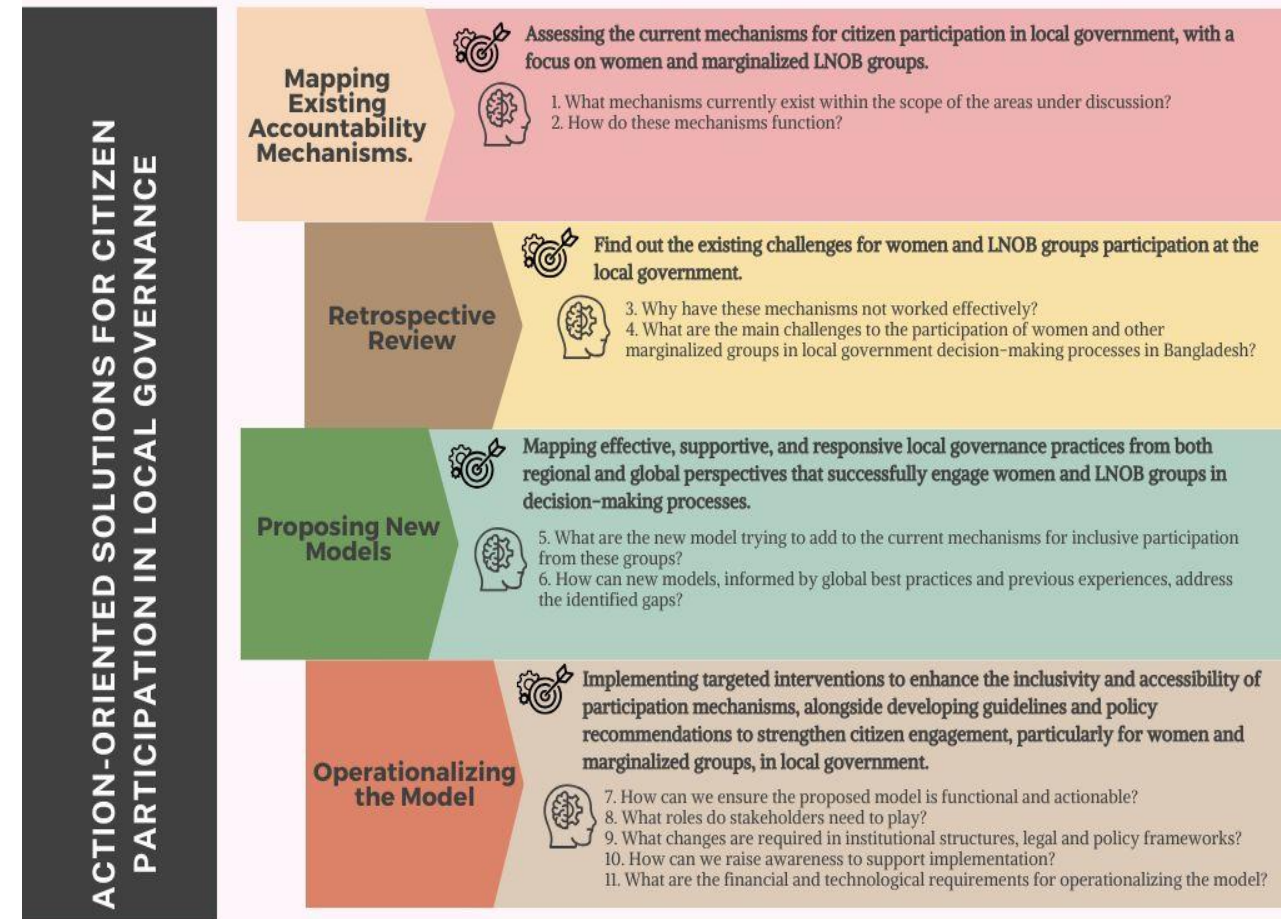 ACTION-ORIENTED SOLUTIONS FOR CITIZEN
PARTICIPATION IN LOCAL GOVERNANCE
Mapping
Existing
Accountability
Mechanisms.
Assessing the current mechanisms for citizen participation in local government, with a
focus on women and marginalized LNOB groups.
1. What mechanisms currently exist within the scope of the areas under discussion?
2. How do these mechanisms function?
Retrospective
Review
Find out the existing challenges for women and LNOB groups participation at the
local government.
3. Why have these mechanisms not worked effectively?
4. What are the main challenges to the participation of women and other
marginalized groups in local government decision-making processes in Bangladesh?
Proposing New
Models
Mapping effective, supportive, and responsive local governance practices from both
regional and global perspectives that successfully engage women and LNOB groups in
decision-making processes.
5. What are the new model trying to add to the current mechanisms for inclusive participation
from these groups?
6. How can new models, informed by global best practices and previous experiences, address
the identified gaps?
Operationalizing
the Model
Implementing targeted interventions to enhance the inclusivity and accessibility of
participation mechanisms, alongside developing guidelines and policy
recommendations to strengthen citizen engagement, particularly for women and
marginalized groups, in local government.
7. How can we ensure the proposed model is functional and actionable?
8. What roles do stakeholders need to play?
9. What changes are required in institutional structures, legal and policy frameworks?
10. How can we raise awareness to support implementation?
11. What are the financial and technological requirements for operationalizing the model?